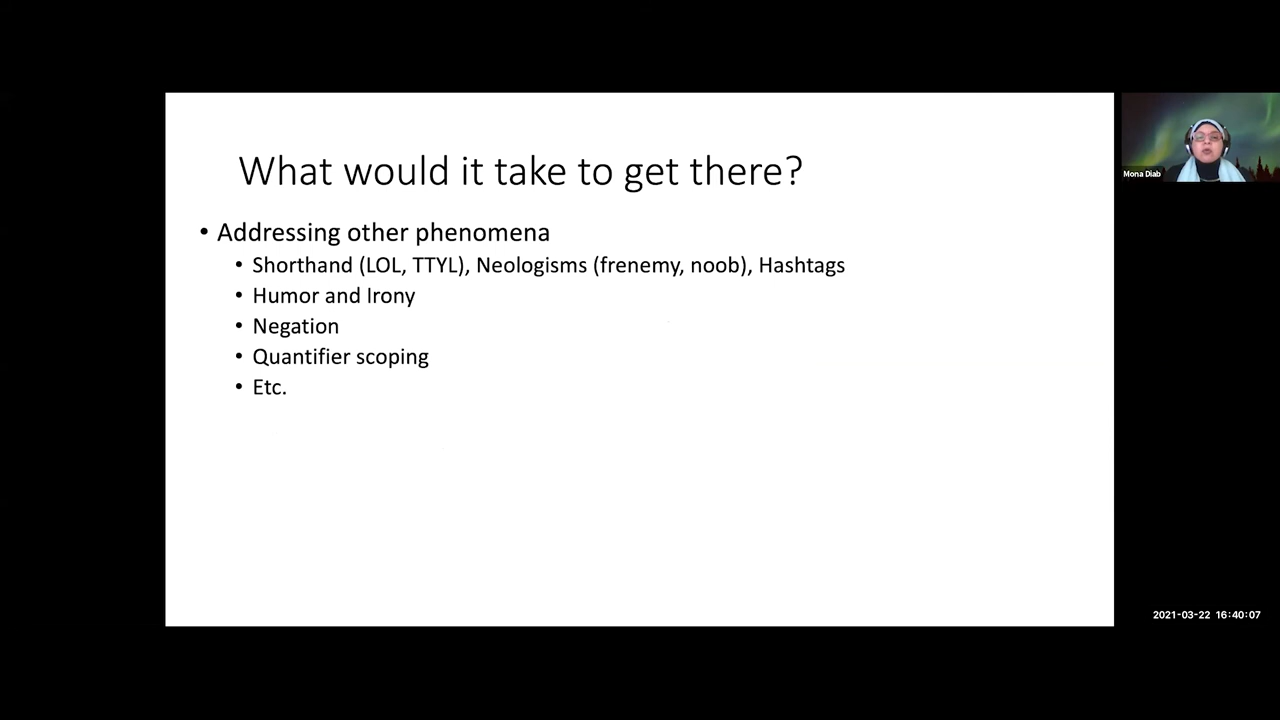 What would it take to get there?
• Addressing other phenomena
• Shorthand (LOL, TTYL), Neologisms (frenemy, noob), Hashtags
• Humor and Irony
• Negation
• Quantifier scoping
• Etc.
Mona Diab
2021-03-22 16:40:07